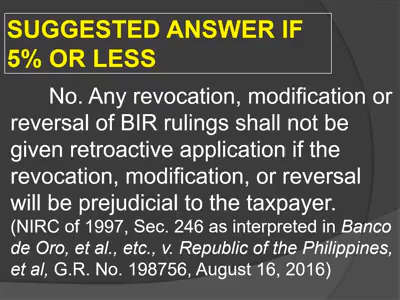 SUGGESTED ANSWER IF
5% OR LESS
No. Any revocation, modification or
reversal of BIR rulings shall not be
given retroactive application if the
revocation, modification, or reversal
will be prejudicial to the taxpayer.
(NIRC of 1997, Sec. 246 as interpreted in Banco
de Oro, et al., etc., v. Republic of the Philippines,
et al, G.R. No. 198756, August 16, 2016)